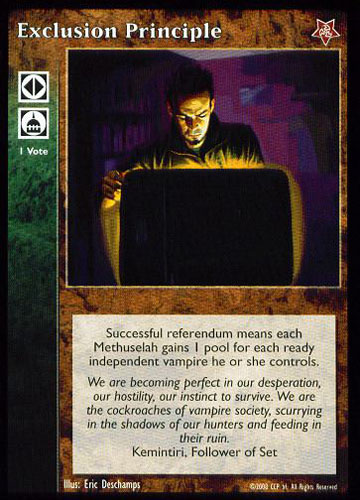 Exclusion Principle
1 Vote
Successful referendum means each
Methuselah gains 1 pool for each ready
independent vampire he or she controls.
We are becoming perfect in our desperation,
our hostility, our instinct to survive. We are
the cockroaches of vampire society, scurrying
in the shadows of our hunters and feeding in
their ruin.
Kemintiri, Follower of Set
Illus: Eric Deschamps
©2008 CCP hf. All Rights Reserved